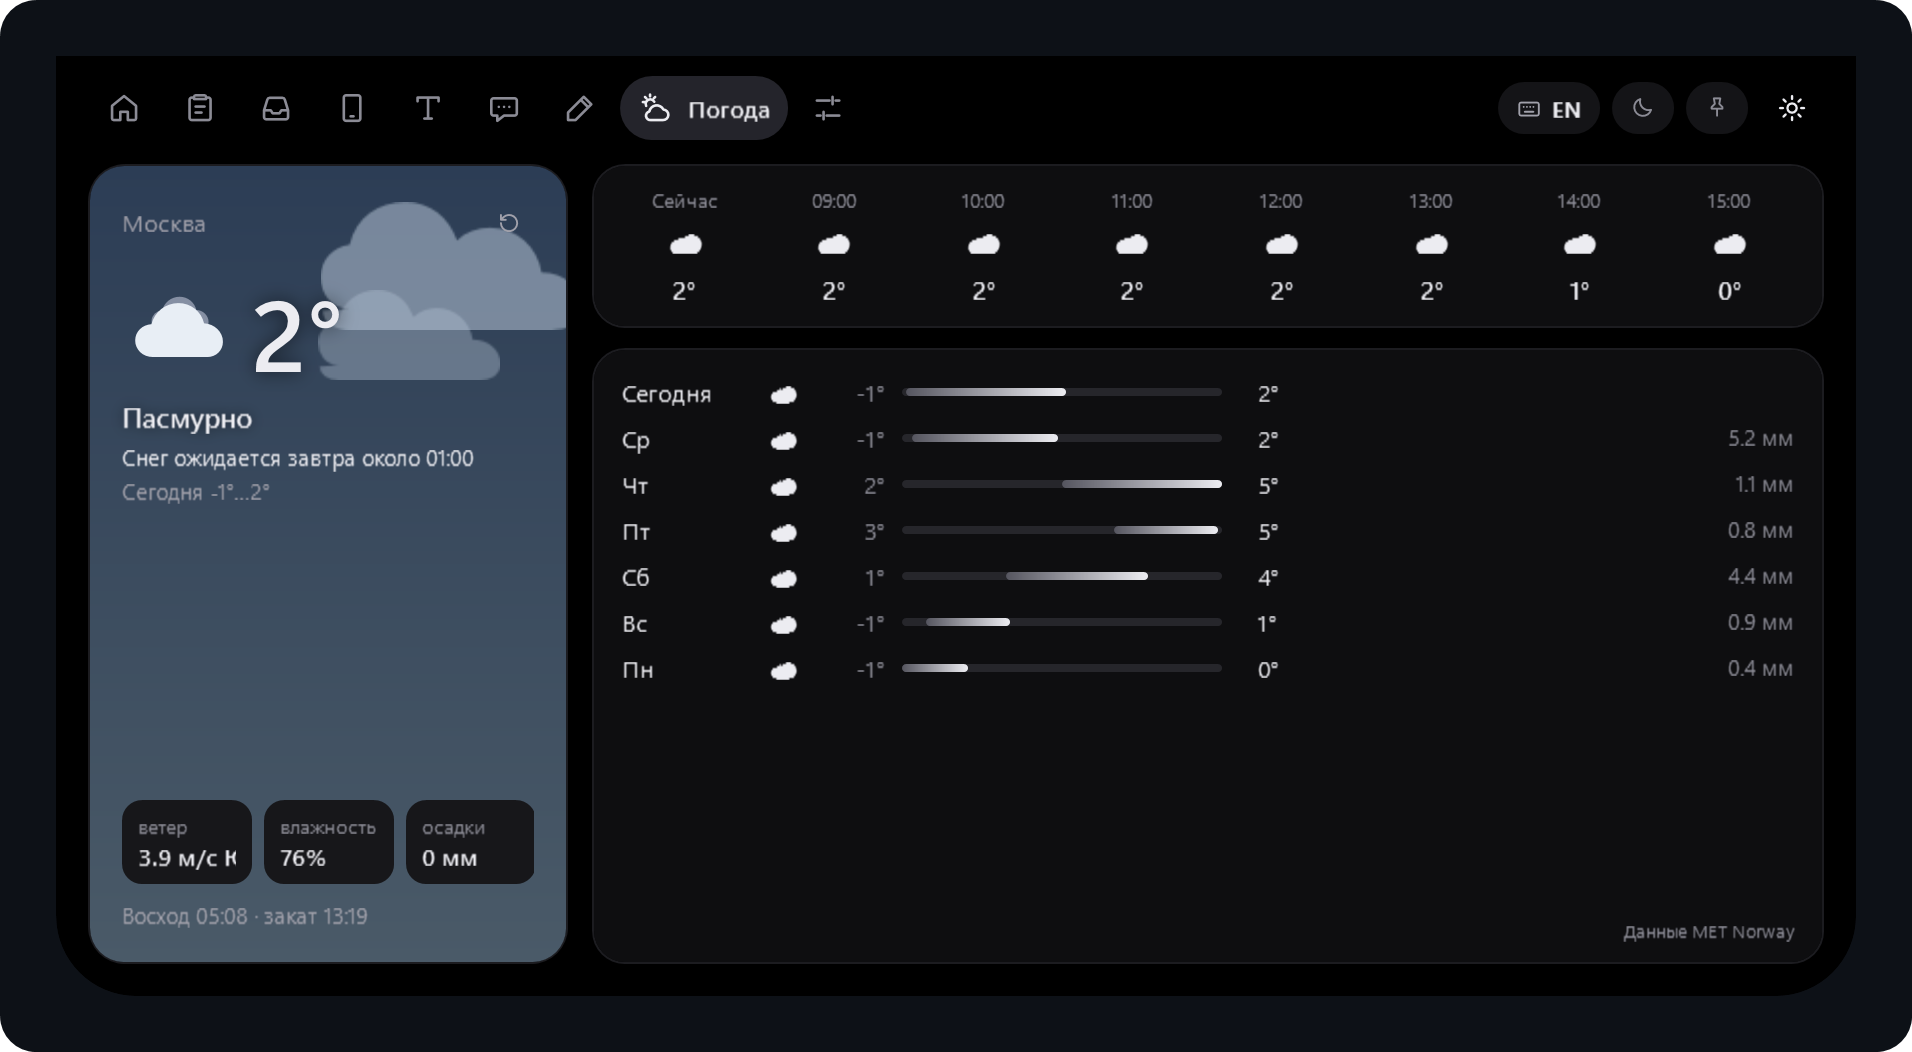 Погода
EN
Москва
2°
Пасмурно
Снег ожидается завтра около 01:00
Сегодня -1°…2°
ветер влажность осадки
3.9 м/с 76% 0 мм
Восход 05:08 · закат 13:19
Сейчас 09:00 10:00 11:00 12:00 13:00 14:00 15:00
2° 2° 2° 2° 2° 2° 1° 0°
Сегодня -1° 2°
Ср -1° 2° 5.2 мм
Чт 2° 5° 1.1 мм
Пт 3° 5° 0.8 мм
Сб 1° 4° 4.4 мм
Вс -1° 1° 0.9 мм
Пн -1° 0° 0.4 мм
Данные MET Norway